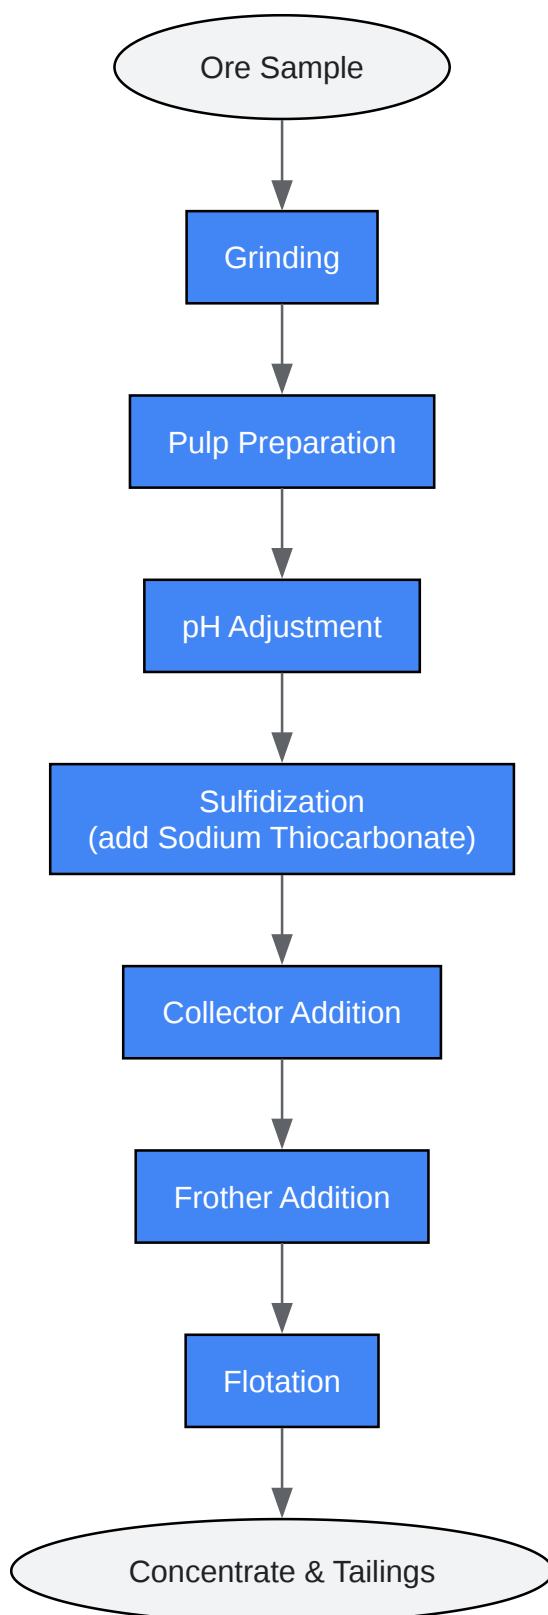 Ore Sample
Grinding
Pulp Preparation
pH Adjustment
Sulfidization
(add Sodium Thiocarbonate)
Collector Addition
Frother Addition
Flotation
Concentrate & Tailings